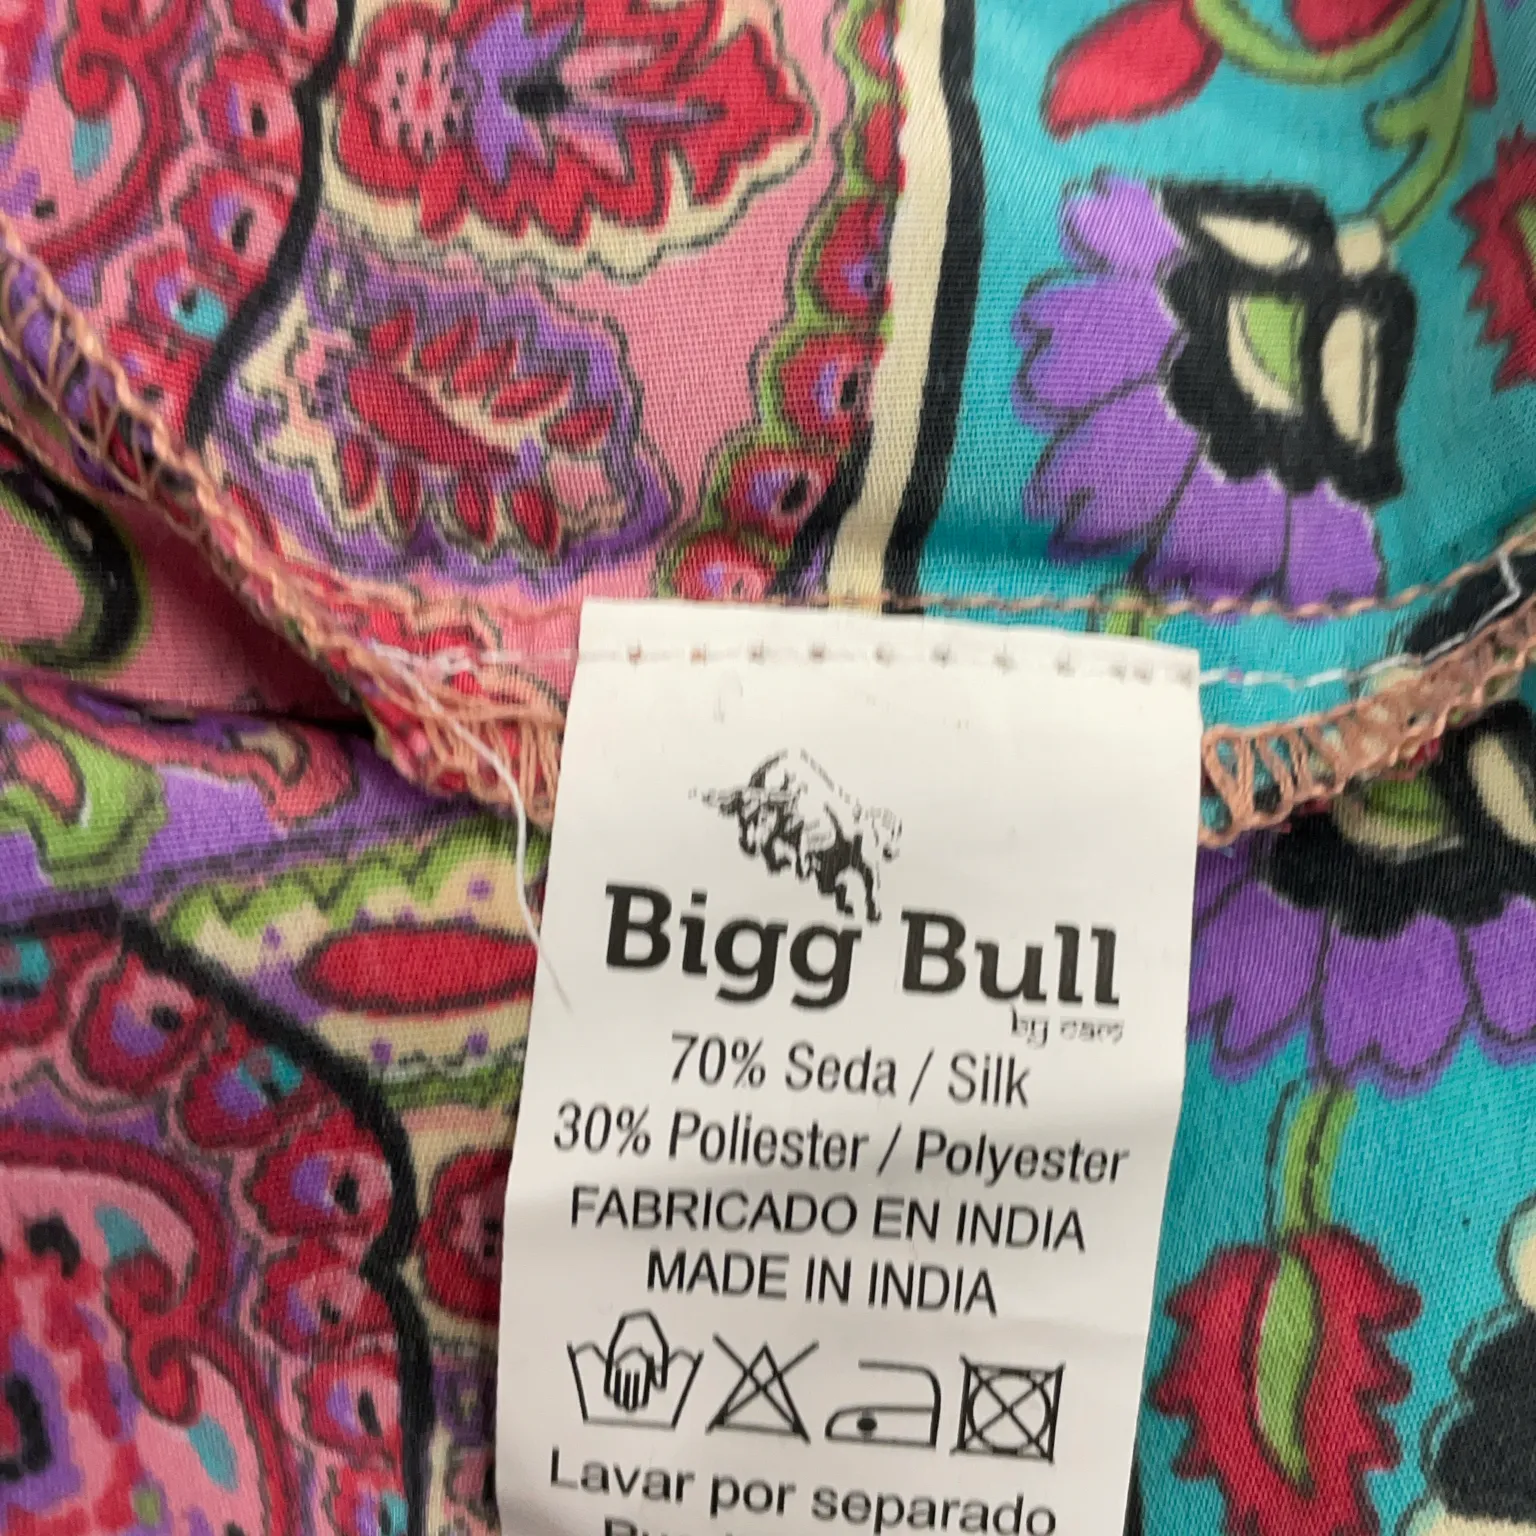 Bigg Bull
70% Seda / Silk
30% Poliester / Polyester
FABRICADO EN INDIA
MADE IN INDIA
Lavar por separado